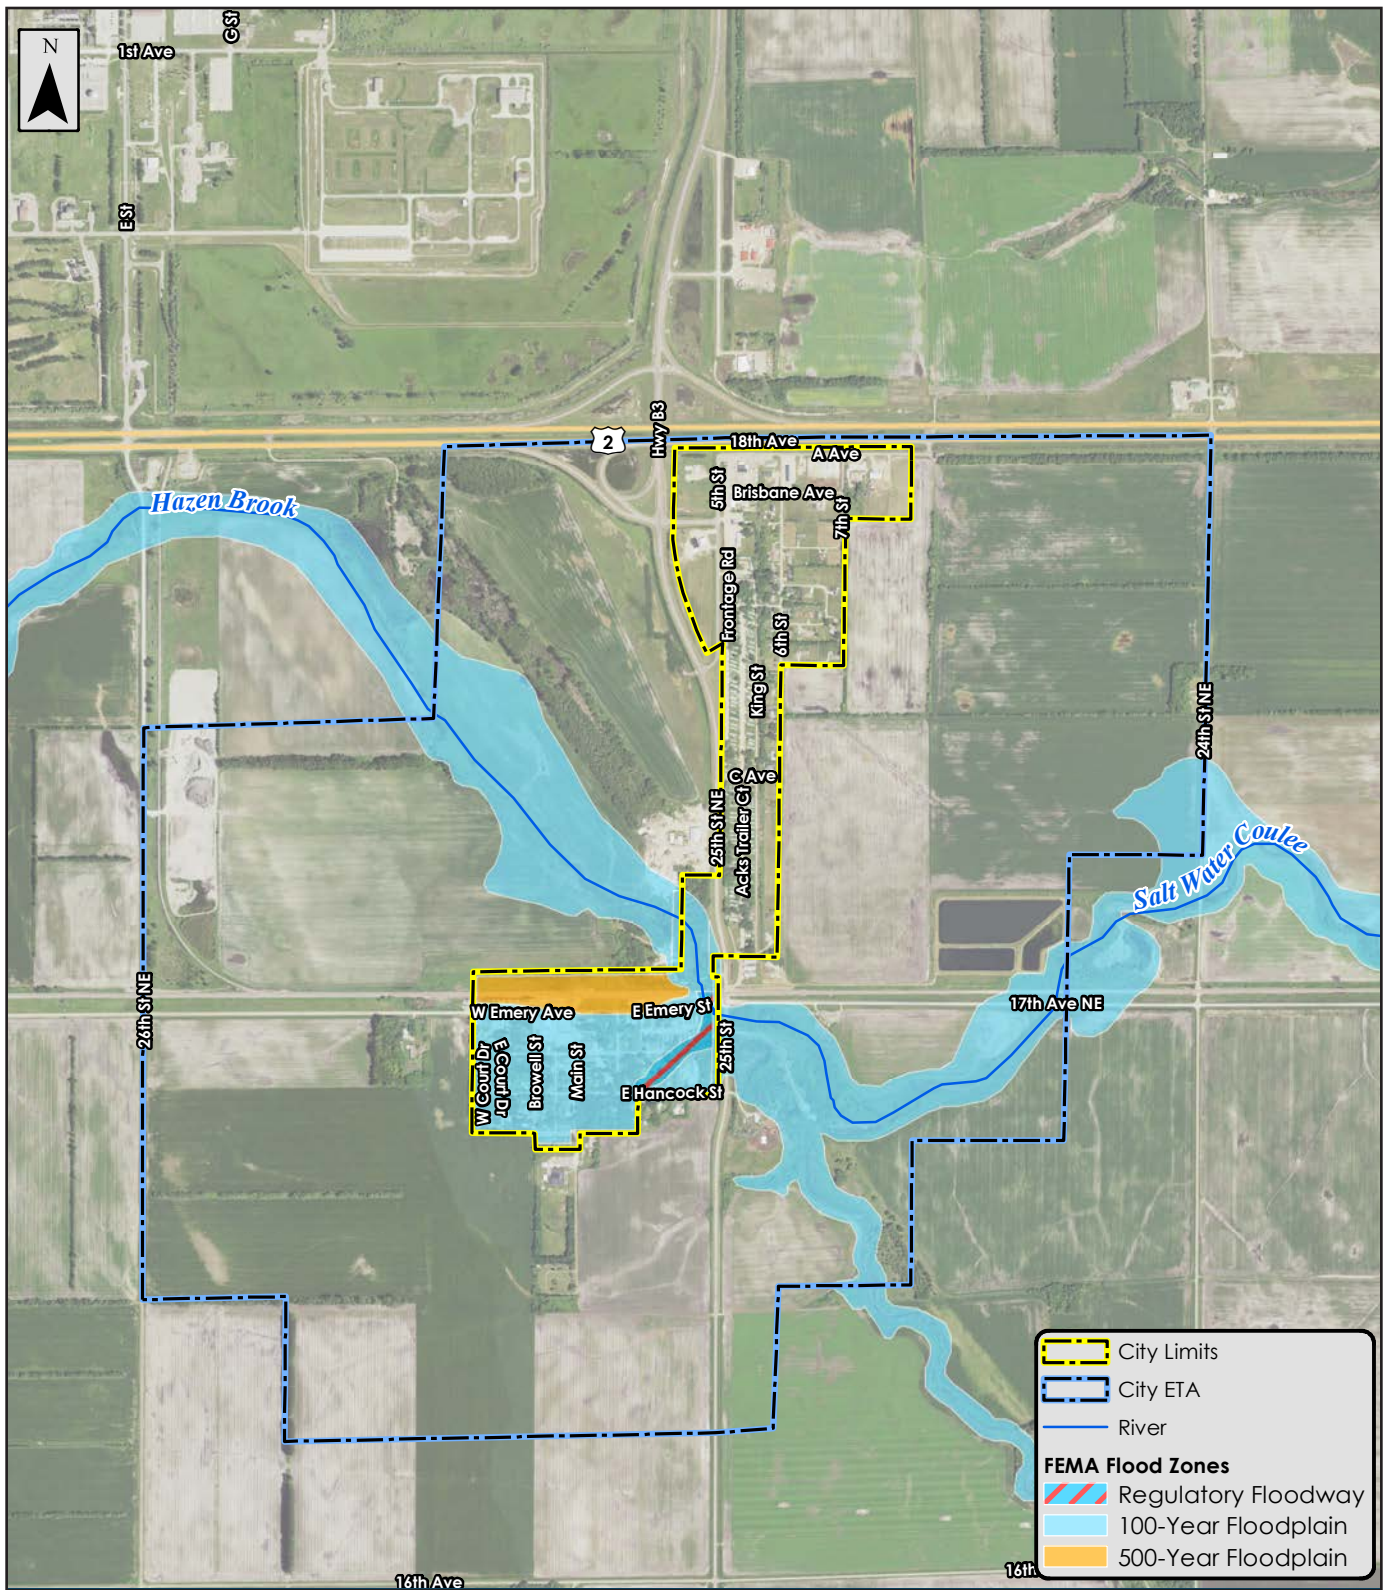 N
G St
1st Ave
E St
Hwy B3
2
18th Ave
A Ave
5th St
Brisbane Ave
7th St
Hazen Brook
Frontage Rd
6th St
King St
24th St NE
C Ave
25th St NE
Acks Trailer Ct
Salt Water Coulee
26th St NE
W Emery Ave
E Emery St
17th Ave NE
25th St
W Court Dr
E Court Dr
Browell St
Main St
E Hancock St
City Limits
City ETA
River
FEMA Flood Zones
Regulatory Floodway
100-Year Floodplain
500-Year Floodplain
16th Ave
16th